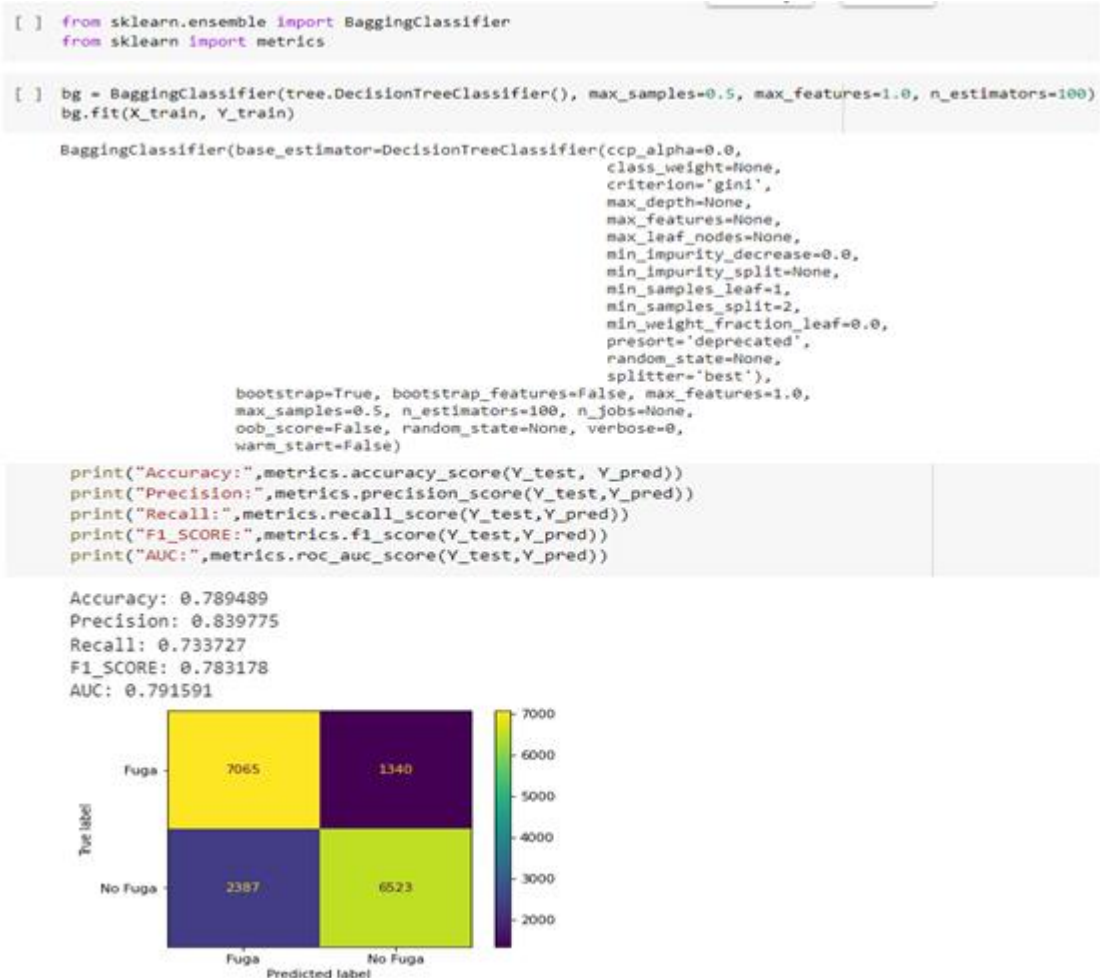 [ ] from sklearn.ensemble import BaggingClassifier
from sklearn import metrics
[ ] bg = BaggingClassifier(tree.DecisionTreeClassifier(), max_samples=0.5, max_features=1.0, n_estimators=100)
bg.fit(X_train, Y_train)
BaggingClassifier(base_estimator=DecisionTreeClassifier(ccp_alpha=0.0,
class_weight=None,
criterion='gini',
max_depth=None,
max_features=None,
max_leaf_nodes=None,
min_impurity_decrease=0.0,
min_impurity_split=None,
min_samples_leaf=1,
min_samples_split=2,
min_weight_fraction_leaf=0.0,
presort='deprecated',
random_state=None,
splitter='best'),
bootstrap=True, bootstrap_features=False, max_features=1.0,
max_samples=0.5, n_estimators=100, n_jobs=None,
oob_score=False, random_state=None, verbose=0,
warm_start=False)
print("Accuracy:",metrics.accuracy_score(Y_test, Y_pred))
print("Precision:",metrics.precision_score(Y_test,Y_pred))
print("Recall:",metrics.recall_score(Y_test,Y_pred))
print("F1_SCORE:",metrics.f1_score(Y_test,Y_pred))
print("AUC:",metrics.roc_auc_score(Y_test,Y_pred))
Accuracy: 0.789489
Precision: 0.839775
Recall: 0.733727
F1_SCORE: 0.783178
AUC: 0.791591
7000
Fuga 7065 1340
6000
5000
True label
4000
No Fuga 2387 6523
3000
2000
Fuga No Fuga
Predicted label